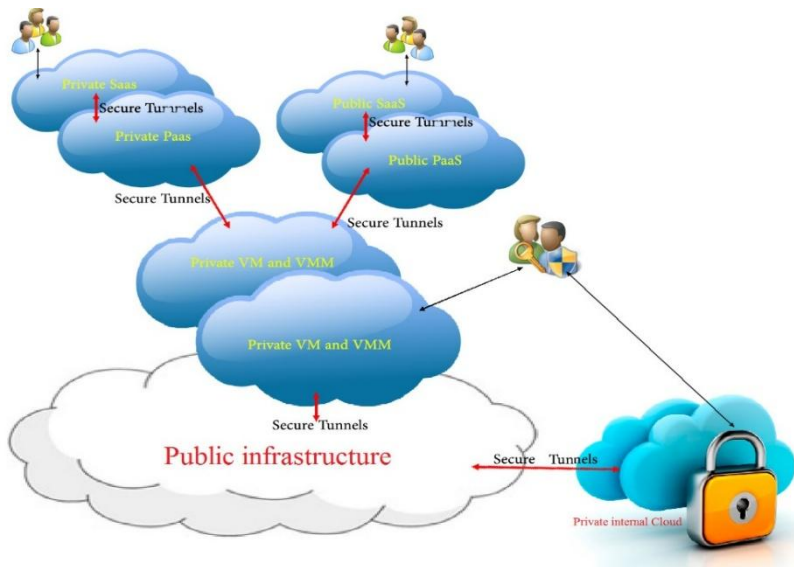 Private Saas
Secure Tunnels
Private Paas
Public SaaS
Secure Tunnels
Public PaaS
Secure Tunnels
Secure Tunnels
Private VM and VMM
Private VM and VMM
Secure Tunnels
Public infrastructure
Secure Tunnels
Private internal Cloud